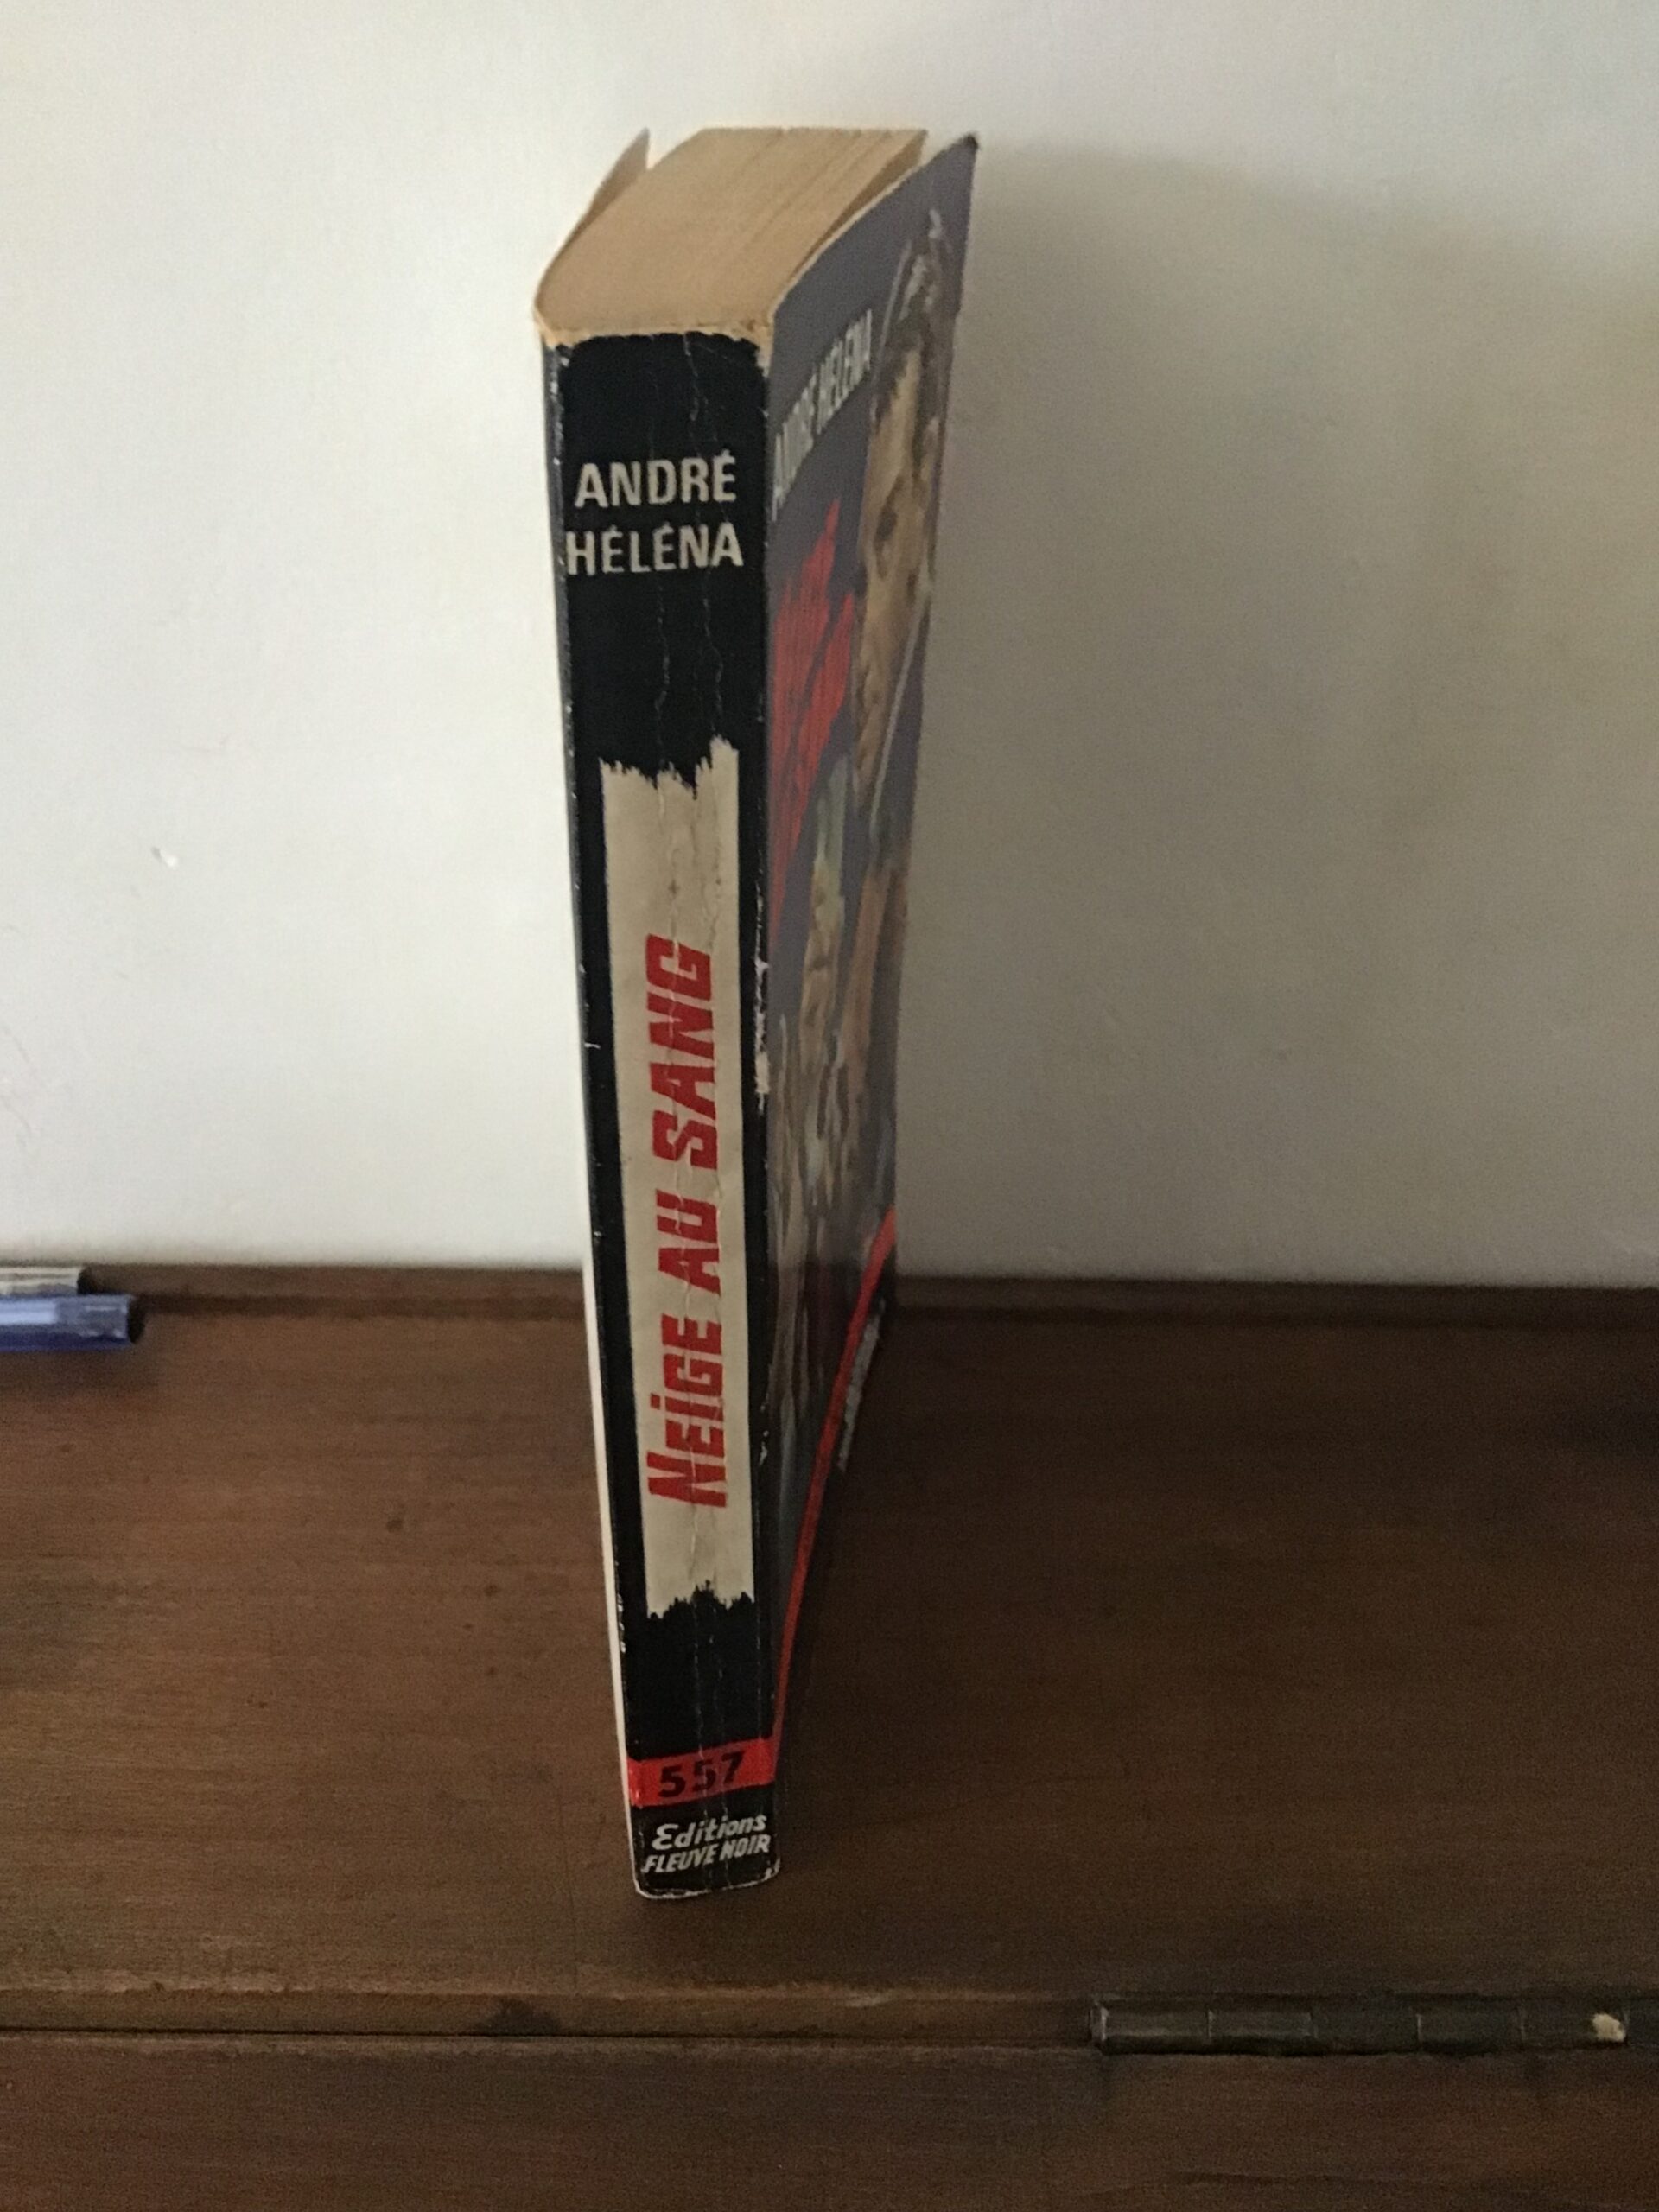 ANDRÉ
HÉLÉNA
NEiGE AU SANG
557
Editions
FLEUVE NOIR
ANDRÉ HÉLÉNA